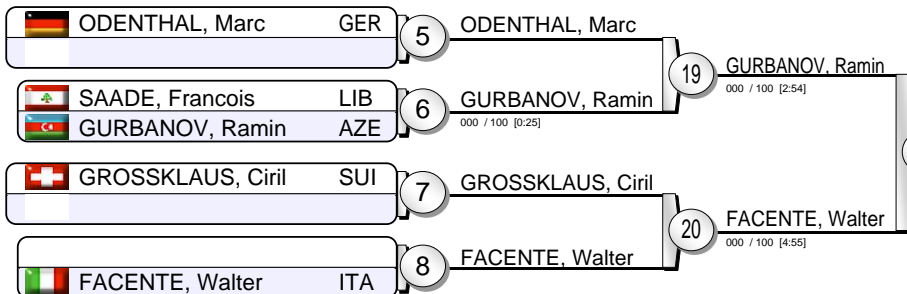 ODENTHAL, Marc GER
5
ODENTHAL, Marc
19
GURBANOV, Ramin
000 / 100 [2:54]
SAADE, Francois LIB
GURBANOV, Ramin AZE
6
GURBANOV, Ramin
000 / 100 [0:25]
GROSSKLAUS, Ciril SUI
7
GROSSKLAUS, Ciril
20
FACENTE, Walter
000 / 100 [4:55]
FACENTE, Walter ITA
8
FACENTE, Walter